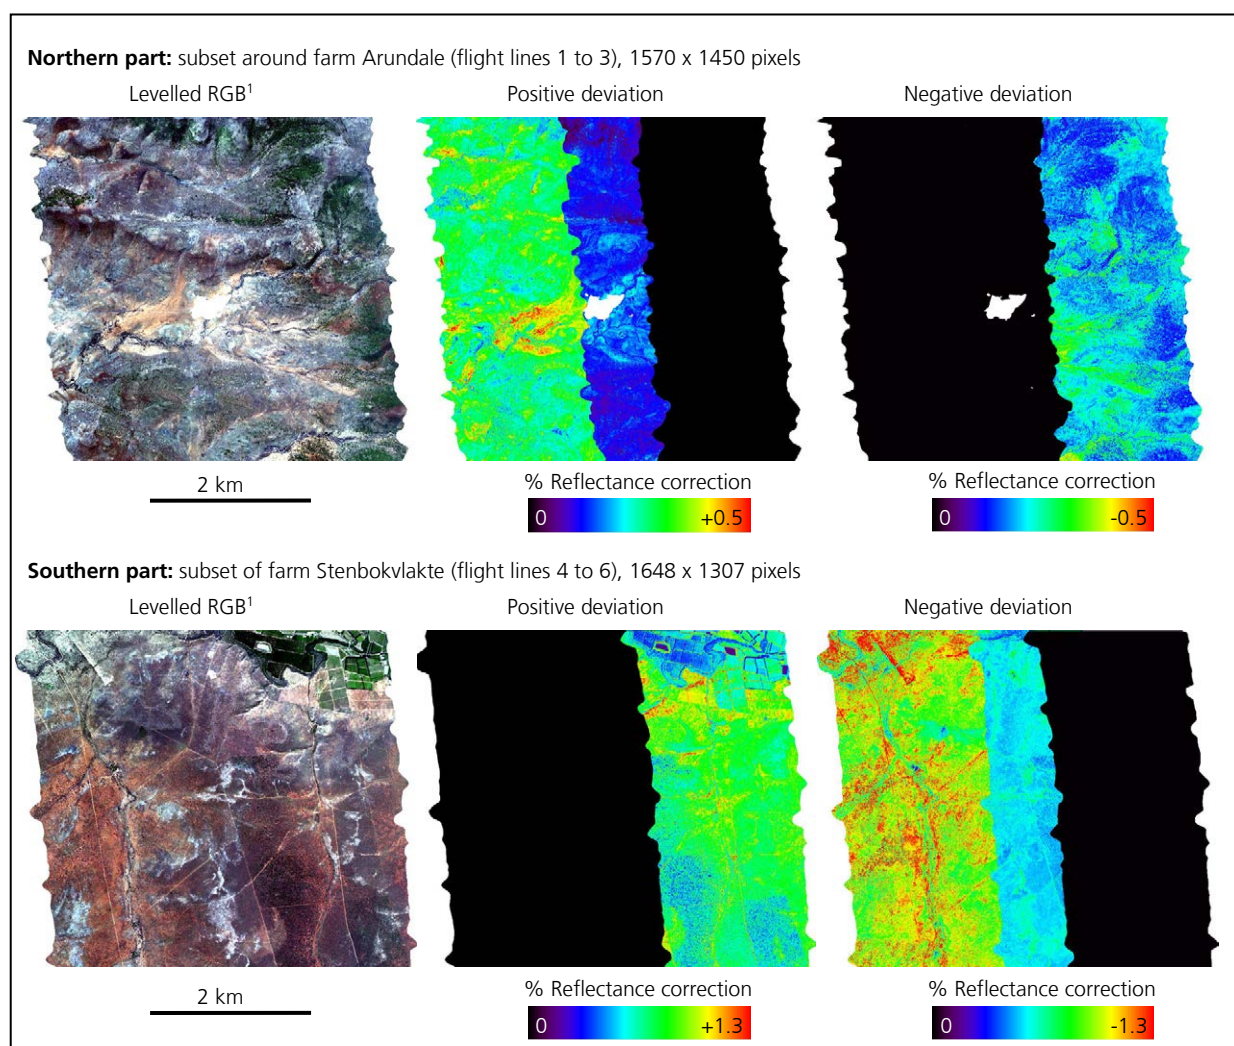 Northern part: subset around farm Arundale (flight lines 1 to 3), 1570 x 1450 pixels
Levelled RGB¹ Positive deviation Negative deviation
2 km
% Reflectance correction % Reflectance correction
0 +0.5 0 -0.5
Southern part: subset of farm Stenbokvlakte (flight lines 4 to 6), 1648 x 1307 pixels
Levelled RGB¹ Positive deviation Negative deviation
2 km
% Reflectance correction % Reflectance correction
0 +1.3 0 -1.3